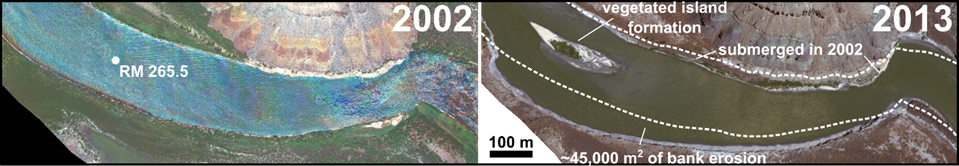 2002
RM 265.5
2013
vegetated island
formation
submerged in 2002
100 m
~45,000 m² of bank erosion